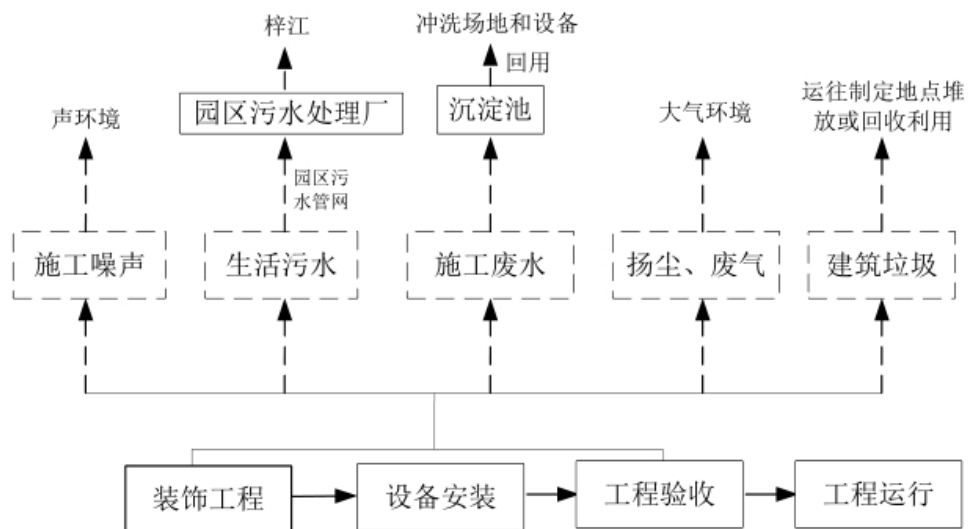 梓江
冲洗场地和设备
回用
声环境
园区污水处理厂
沉淀池
大气环境
运往制定地点堆
放或回收利用
园区污
水管网
施工噪声
生活污水
施工废水
扬尘、废气
建筑垃圾
装饰工程
设备安装
工程验收
工程运行